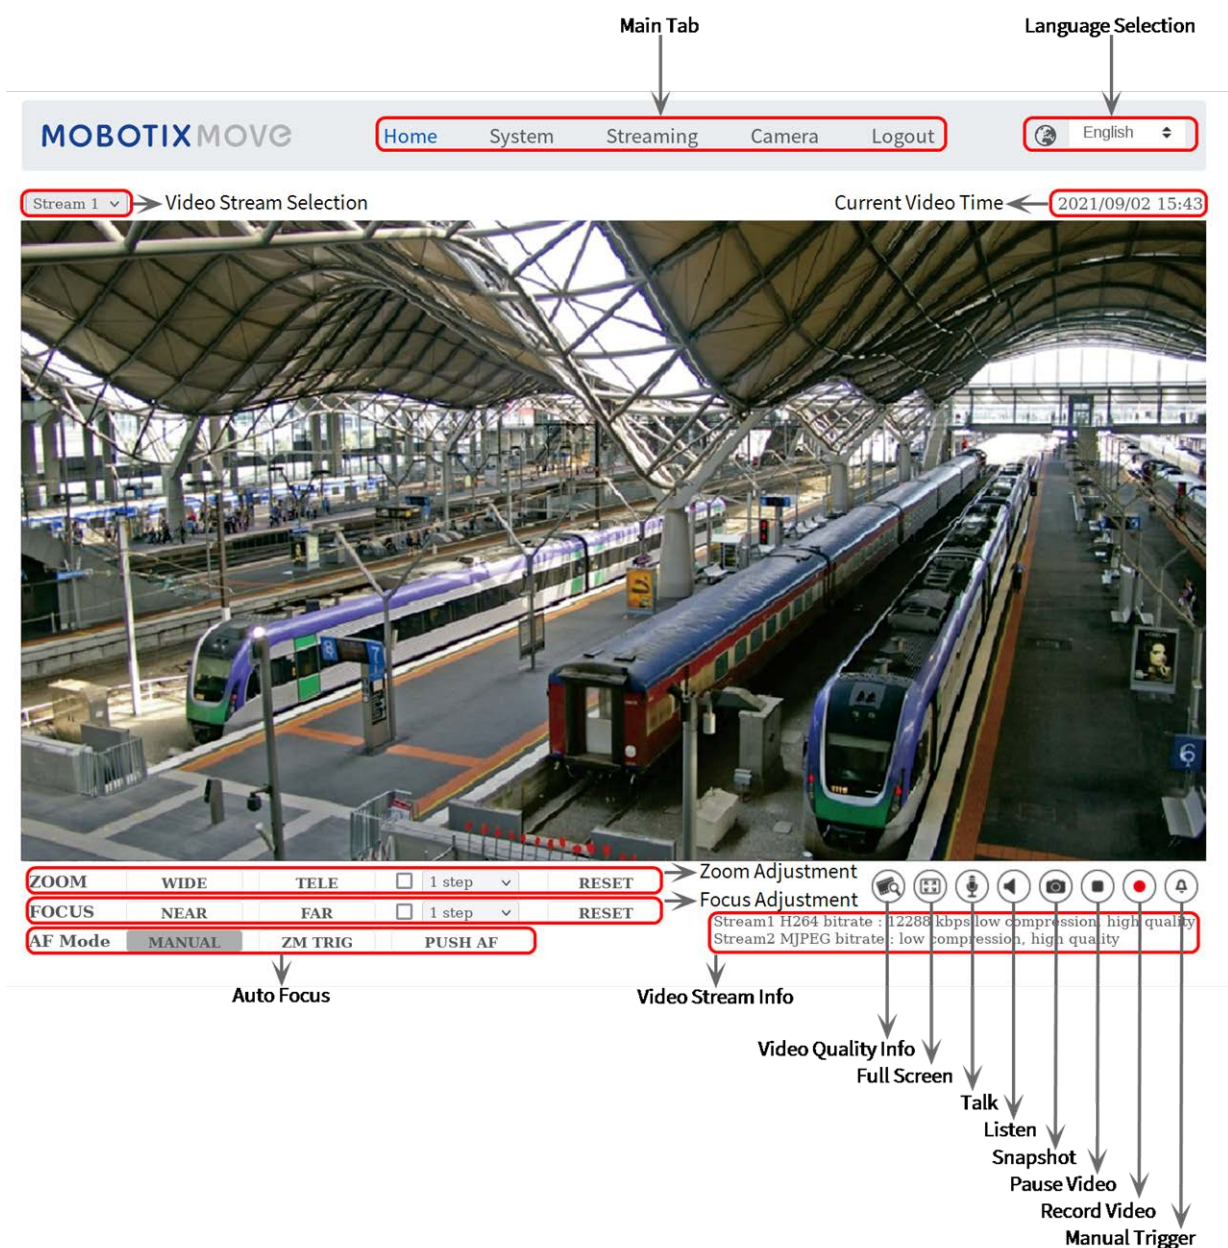 Main Tab
Language Selection
MOBOTIX MOVE
Home System Streaming Camera Logout
English
Stream 1
Video Stream Selection
Current Video Time
2021/09/02 15:43
8 7
6
ZOOM WIDE TELE 1 step RESET
Zoom Adjustment
FOCUS NEAR FAR 1 step RESET
Focus Adjustment
AF Mode MANUAL ZM TRIG PUSH AF
Stream1 H264 bitrate : 12288 kbps low compression, high quality
Stream2 MJPEG bitrate : low compression, high quality
Auto Focus
Video Stream Info
Video Quality Info
Full Screen
Talk
Listen
Snapshot
Pause Video
Record Video
Manual Trigger